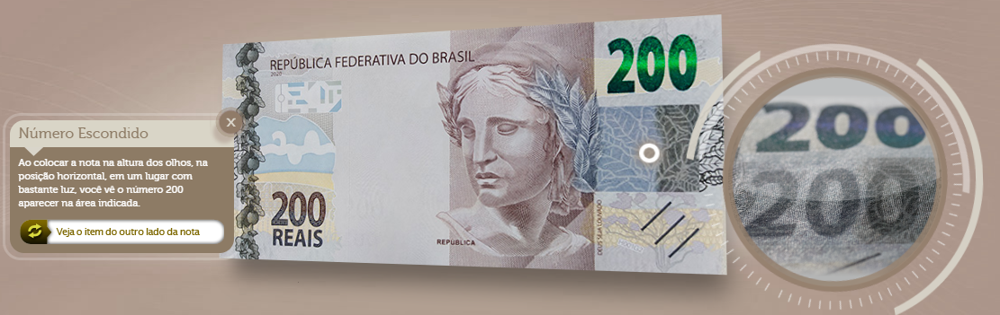 Número Escondido
x
Ao colocar a nota na altura dos olhos, na
posição horizontal, em um lugar com
bastante luz, você vê o número 200
aparecer na área indicada.
Veja o item do outro lado da nota
REPÚBLICA FEDERATIVA DO BRASIL
2020
200
200
REAIS
REPUBLICA
DEUS SEJA LOUVADO
200
200